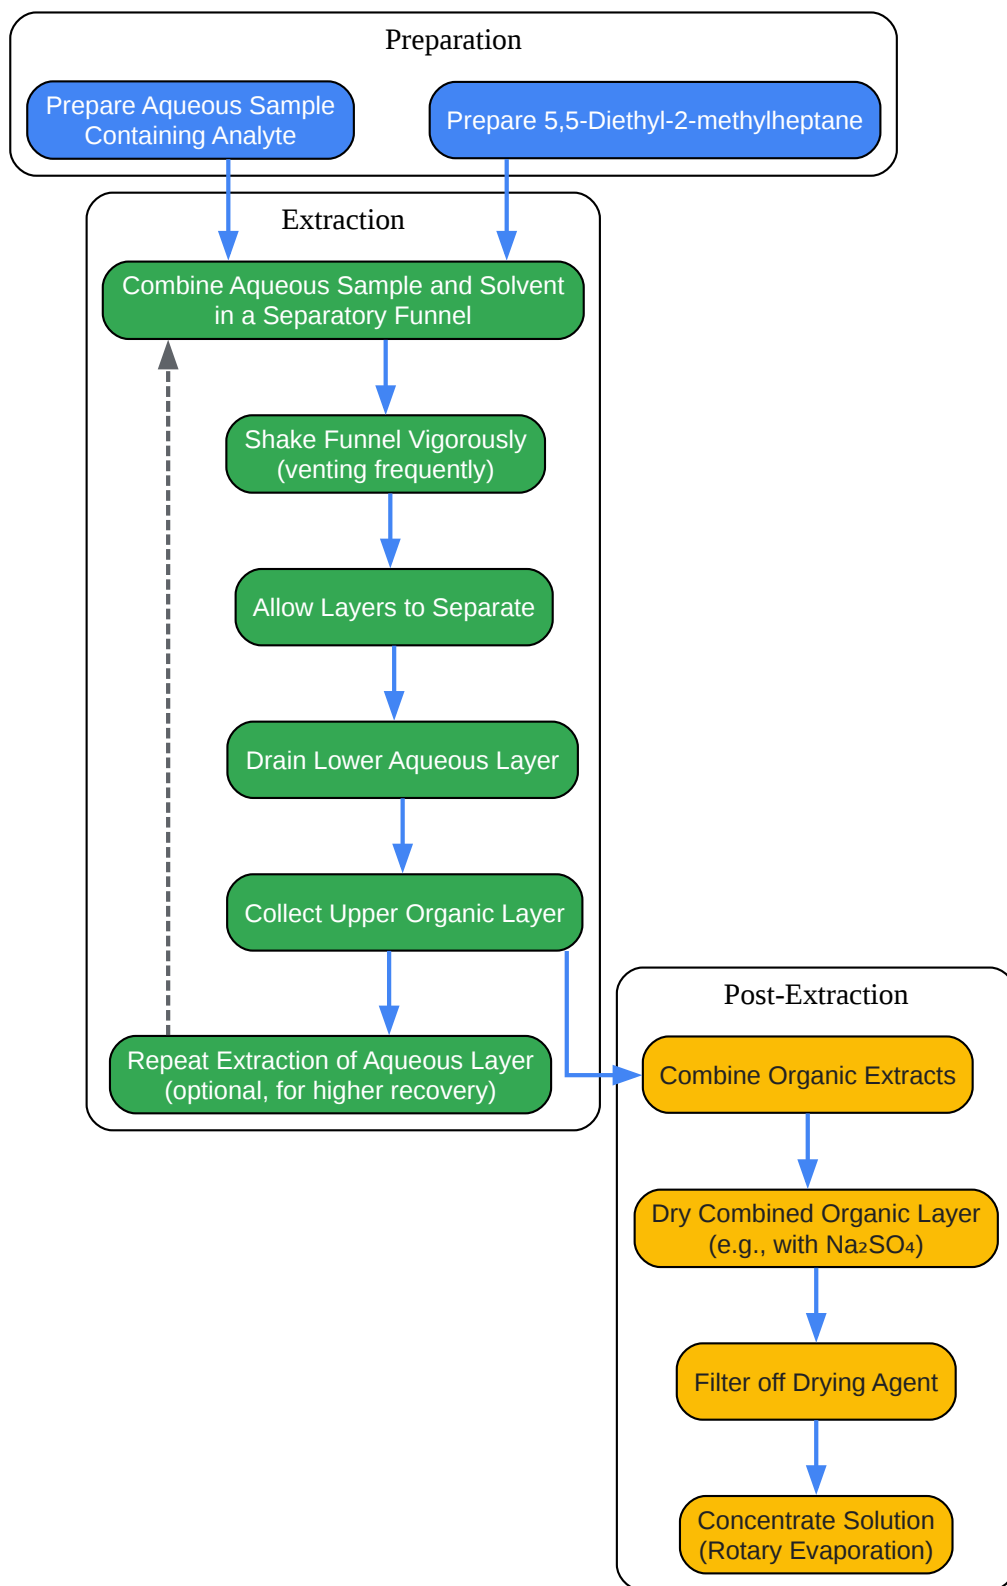 Preparation
Prepare Aqueous Sample
Containing Analyte
Prepare 5,5-Diethyl-2-methylheptane
Extraction
Combine Aqueous Sample and Solvent
in a Separatory Funnel
Shake Funnel Vigorously
(venting frequently)
Allow Layers to Separate
Drain Lower Aqueous Layer
Collect Upper Organic Layer
Repeat Extraction of Aqueous Layer
(optional, for higher recovery)
Post-Extraction
Combine Organic Extracts
Dry Combined Organic Layer
(e.g., with Na₂SO₄)
Filter off Drying Agent
Concentrate Solution
(Rotary Evaporation)